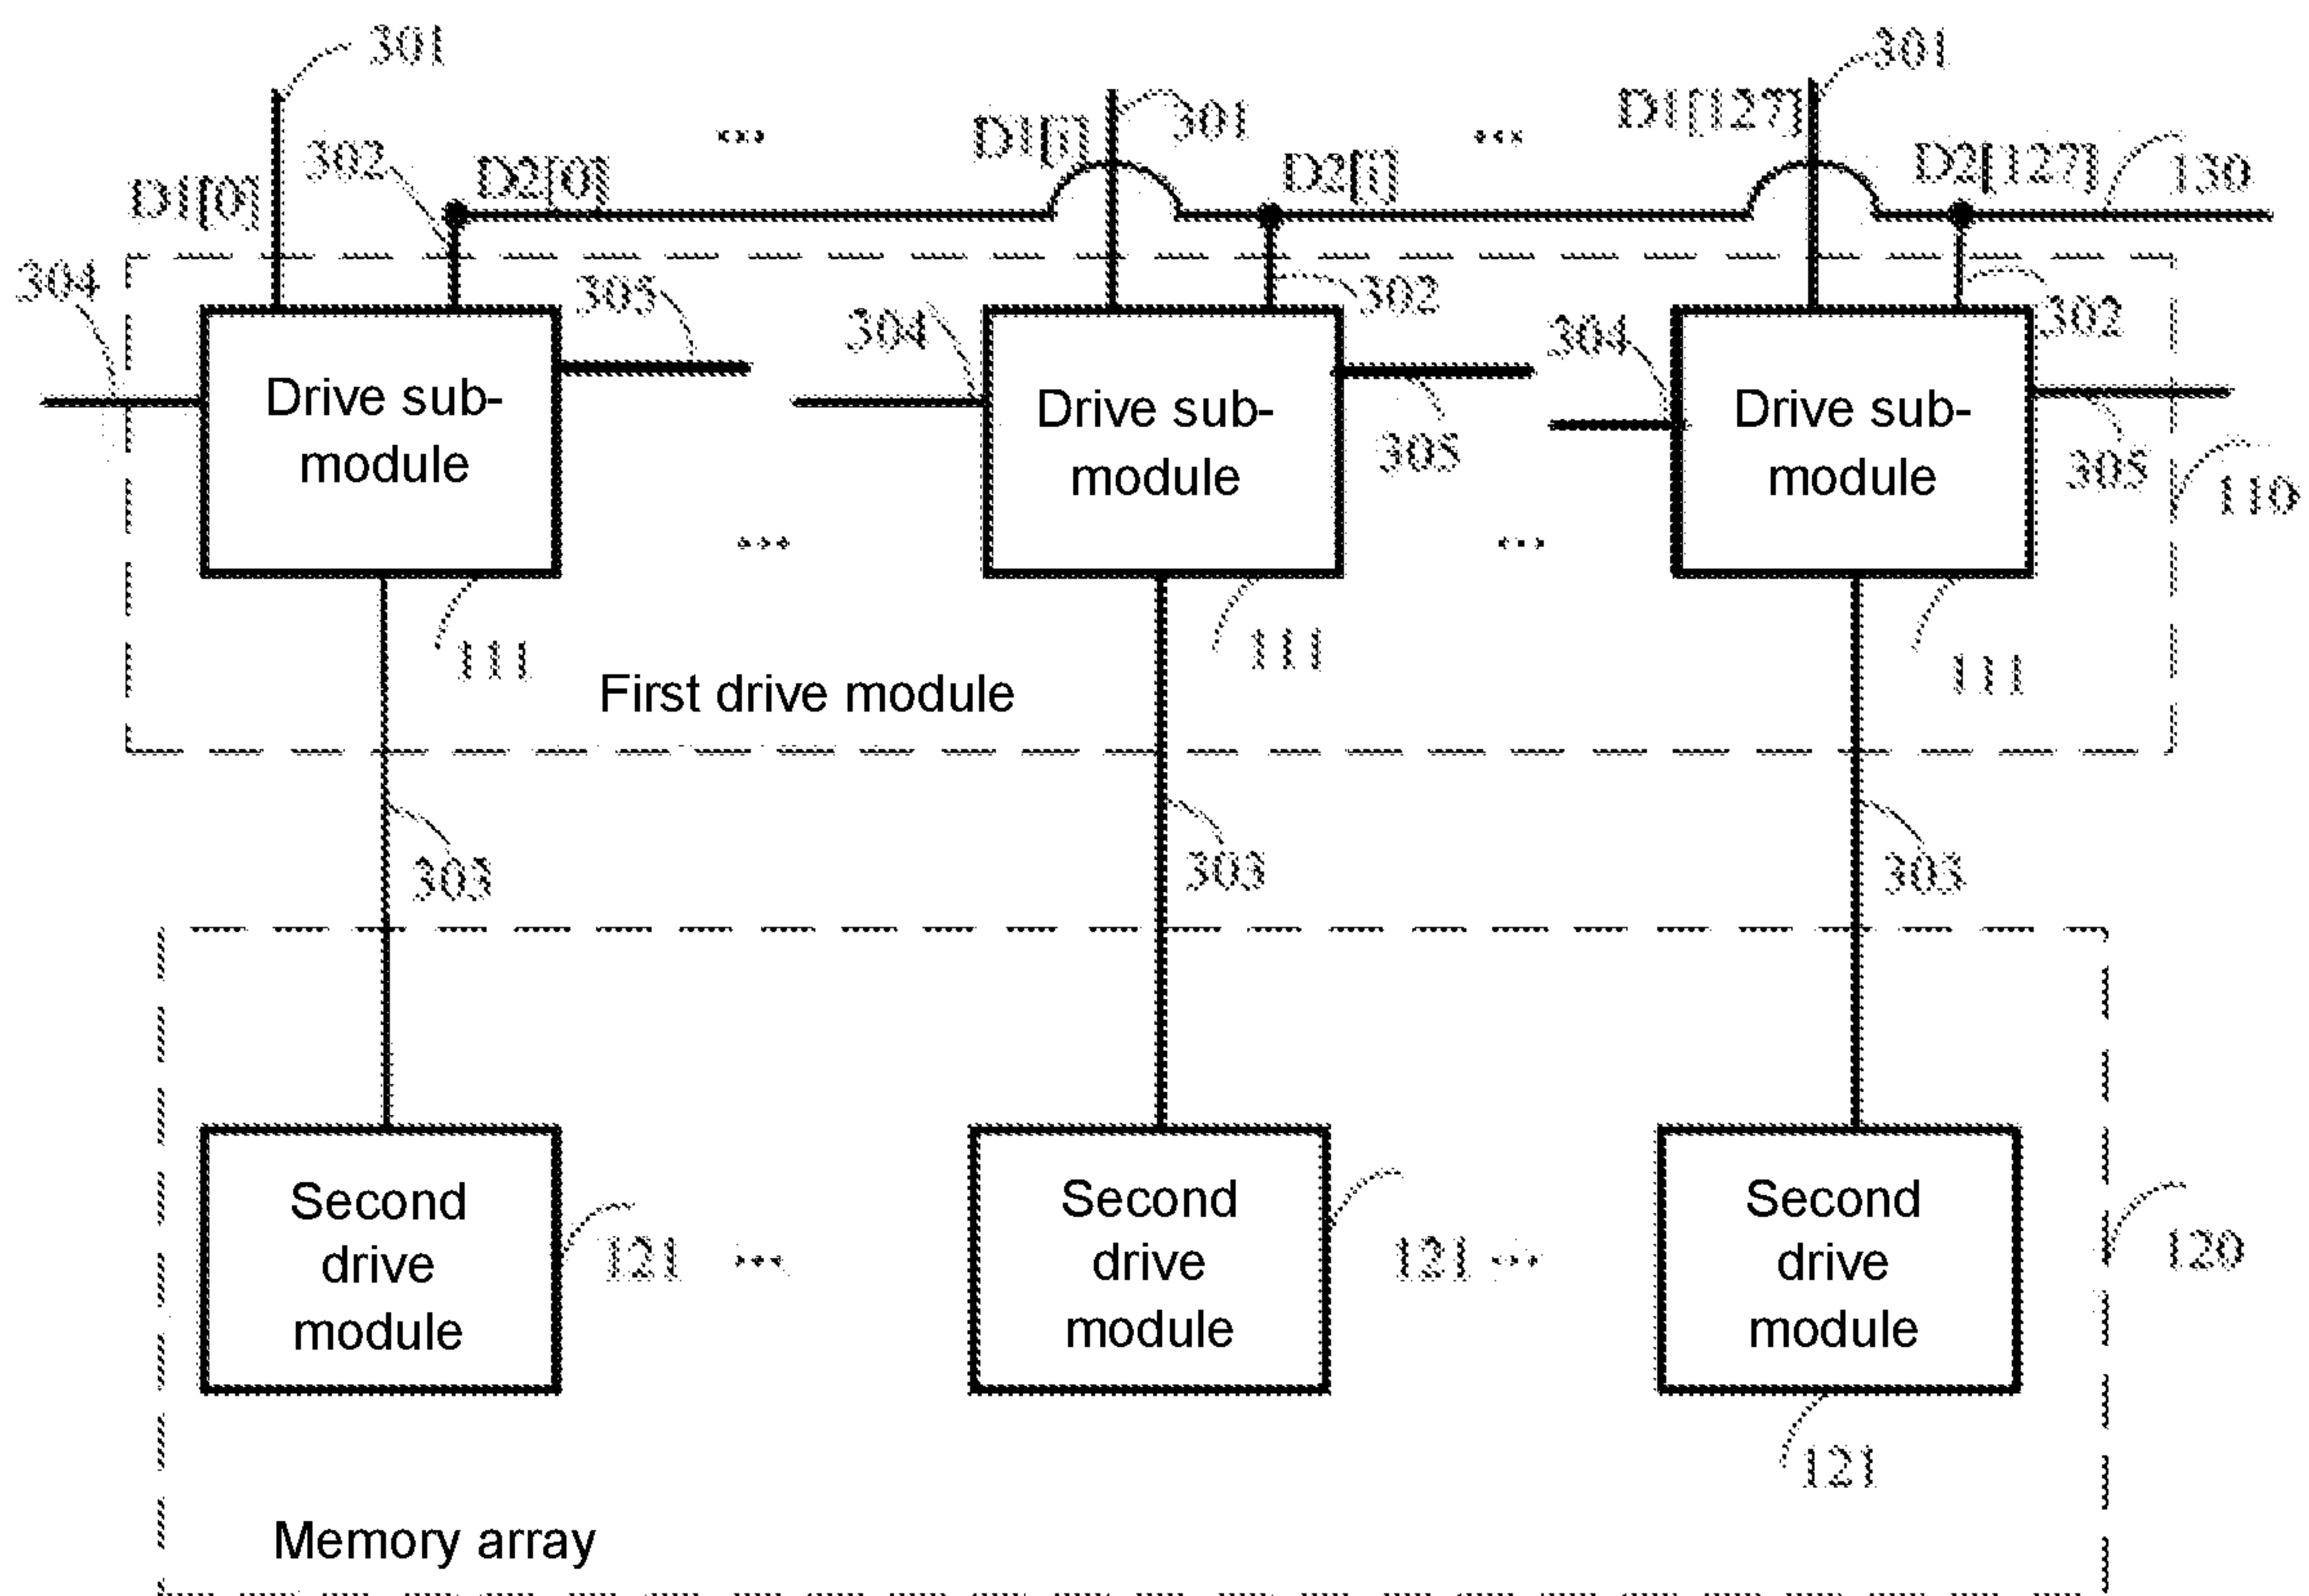 301 301 301
D1[0] 302 D2[0] ... D1[i] D2[i] ... D1[127] D2[127] 130
304 305 304 302 304 302
Drive sub-
module
Drive sub-
module
Drive sub-
module
305 305 110
... ...
111 111 111
First drive module
303 303 303
Second
drive
module
Second
drive
module
Second
drive
module
121 ... 121 ... 120
121
Memory array